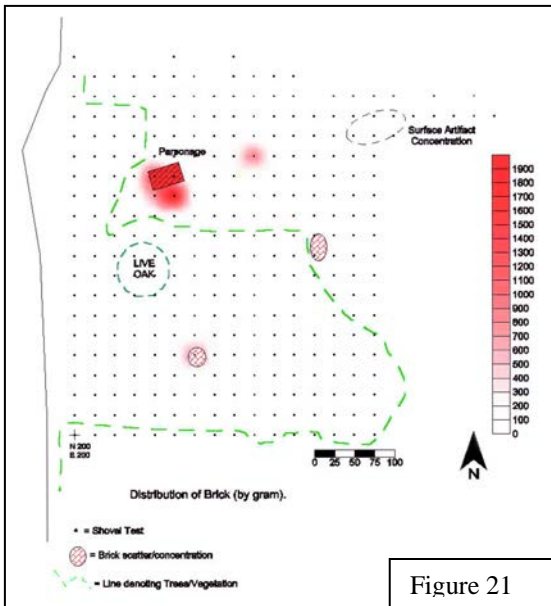 Surface Artifact
Concentration
Parsonage
1900
1800
1700
1600
1500
1400
1300
1200
1100
1000
900
800
700
600
500
400
300
200
100
0
LIVE
OAK
N 200
E 200
0 25 50 75 100
N
Distribution of Brick (by gram).
• = Shovel Test
= Brick scatter/concentration
= Line denoting Trees/Vegetation
Figure 21